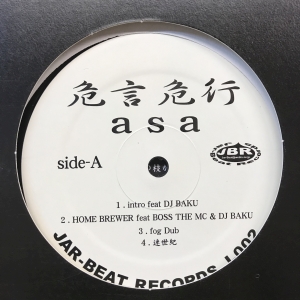 危言危行
asa
side-A
JBR
1 . intro feat DJ BAKU
2 . HOME BREWER feat BOSS THE MC & DJ BAKU
3 . fog Dub
4 . 迷世紀
JAR-BEAT RECORDS J 002